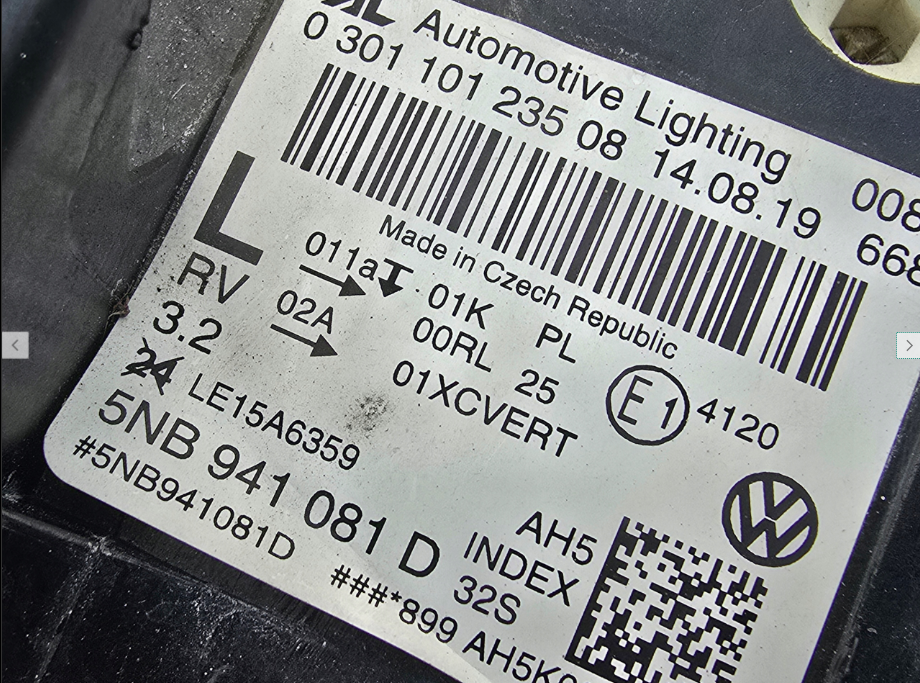 Automotive Lighting
0 301 101 235 08 14.08.19
008
668
Made in Czech Republic
L
RV
3.2
24
011a
02A
01K PL
00RL 25
01XCVERT
E1 4120
LE15A6359
5NB 941 081 D
#5NB941081D
AH5
INDEX
32S
###*899 AH5K
VW